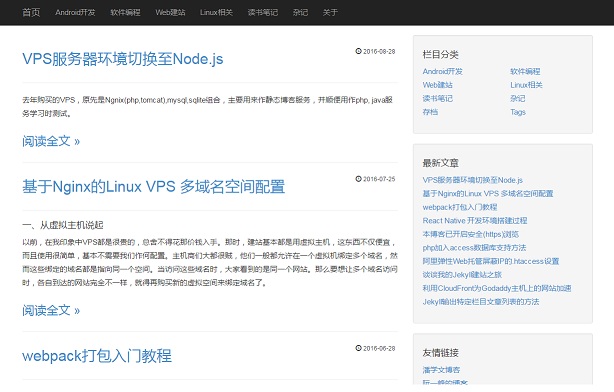 首页 Android开发 软件编程 Web建站 Linux相关 读书笔记 杂记 关于
VPS服务器环境切换至Node.js
2016-08-28
去年购买的VPS，原先是Ngnix(php,tomcat),mysql,sqlite组合，主要用来作静态博客服务，开顺便用作php, java服
务学习时测试。
阅读全文 »
基于Nginx的Linux VPS 多域名空间配置
2016-07-25
一、从虚拟主机说起
以前，在我印象中VPS都是很贵的，总舍不得花那价钱入手。那时，建站基本都是用虚拟主机，这东西不仅便宜，
而且使用很简单，基本不需要我们作何配置。主机商们大都很贼，他们一般都允许在一个虚拟机绑定多个域名，然
而这些绑定的域名都是指向同一个空间。当访问这些域名时，大家看到的是同一个网站。那么要想让多个域名访问
时，各自到达的网站完全不一样，就得再购买新的虚拟空间来绑定域名了。
阅读全文 »
webpack打包入门教程
2016-06-28
栏目分类
Android开发 软件编程
Web建站 Linux相关
读书笔记 杂记
存档 Tags
最新文章
VPS服务器环境切换至Node.js
基于Nginx的Linux VPS 多域名空间配置
webpack打包入门教程
React Native 开发环境搭建过程
本博客已开启安全(https)浏览
php加入access数据库支持方法
阿里弹性Web托管屏蔽IP的.htaccess设置
谈谈我的Jekyll建站之旅
利用CloudFront为Godaddy主机上的网站加速
Jekyll输出特定栏目文章列表的方法
友情链接
潘学文博客
阮一峰的博客